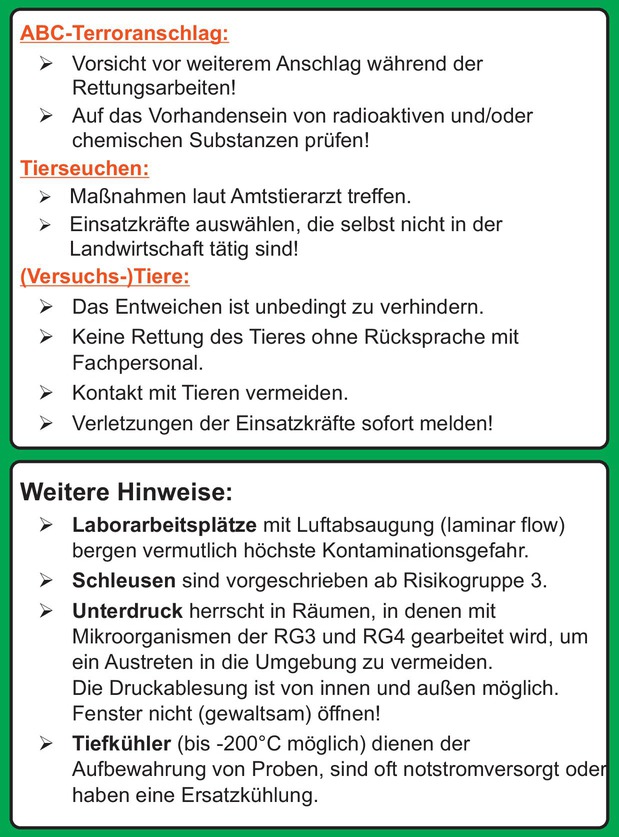 ABC-Terroranschlag:
➢ Vorsicht vor weiterem Anschlag während der
Rettungsarbeiten!
➢ Auf das Vorhandensein von radioaktiven und/oder
chemischen Substanzen prüfen!
Tierseuchen:
➢ Maßnahmen laut Amtstierarzt treffen.
➢ Einsatzkräfte auswählen, die selbst nicht in der
Landwirtschaft tätig sind!
(Versuchs-)Tiere:
➢ Das Entweichen ist unbedingt zu verhindern.
➢ Keine Rettung des Tieres ohne Rücksprache mit
Fachpersonal.
➢ Kontakt mit Tieren vermeiden.
➢ Verletzungen der Einsatzkräfte sofort melden!
Weitere Hinweise:
➢ Laborarbeitsplätze mit Luftabsaugung (laminar flow)
bergen vermutlich höchste Kontaminationsgefahr.
➢ Schleusen sind vorgeschrieben ab Risikogruppe 3.
➢ Unterdruck herrscht in Räumen, in denen mit
Mikroorganismen der RG3 und RG4 gearbeitet wird, um
ein Austreten in die Umgebung zu vermeiden.
Die Druckablesung ist von innen und außen möglich.
Fenster nicht (gewaltsam) öffnen!
➢ Tiefkühler (bis -200°C möglich) dienen der
Aufbewahrung von Proben, sind oft notstromversorgt oder
haben eine Ersatzkühlung.